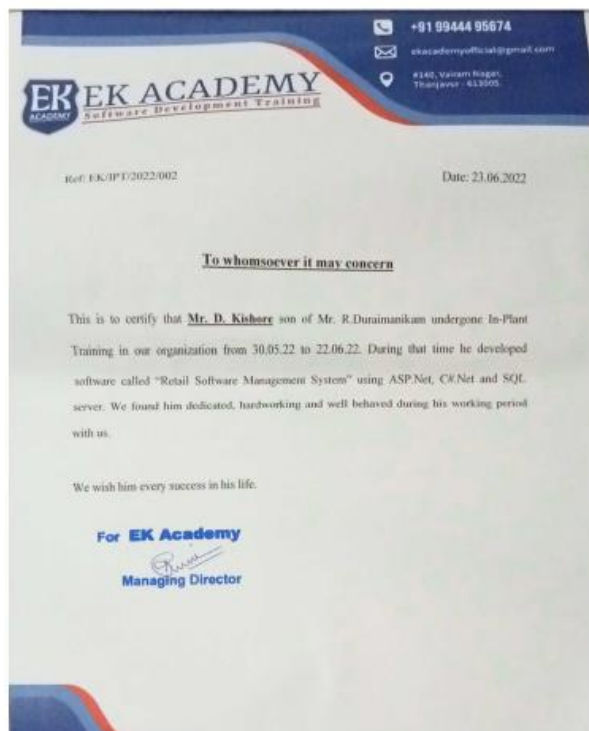 +91 99444 95674
ekacademyofficial@gmail.com
#140, Vairam Nagar,
Thanjavur - 613005.
EK
ACADEMY
EK ACADEMY
Software Development Training
Ref: EK/IPT/2022/002
Date: 23.06.2022
To whomsoever it may concern
This is to certify that Mr. D. Kishore son of Mr. R.Duraimanikam undergone In-Plant
Training in our organization from 30.05.22 to 22.06.22. During that time he developed
software called “Retail Software Management System” using ASP.Net, C#.Net and SQL
server. We found him dedicated, hardworking and well behaved during his working period
with us.
We wish him every success in his life.
For EK Academy
Managing Director